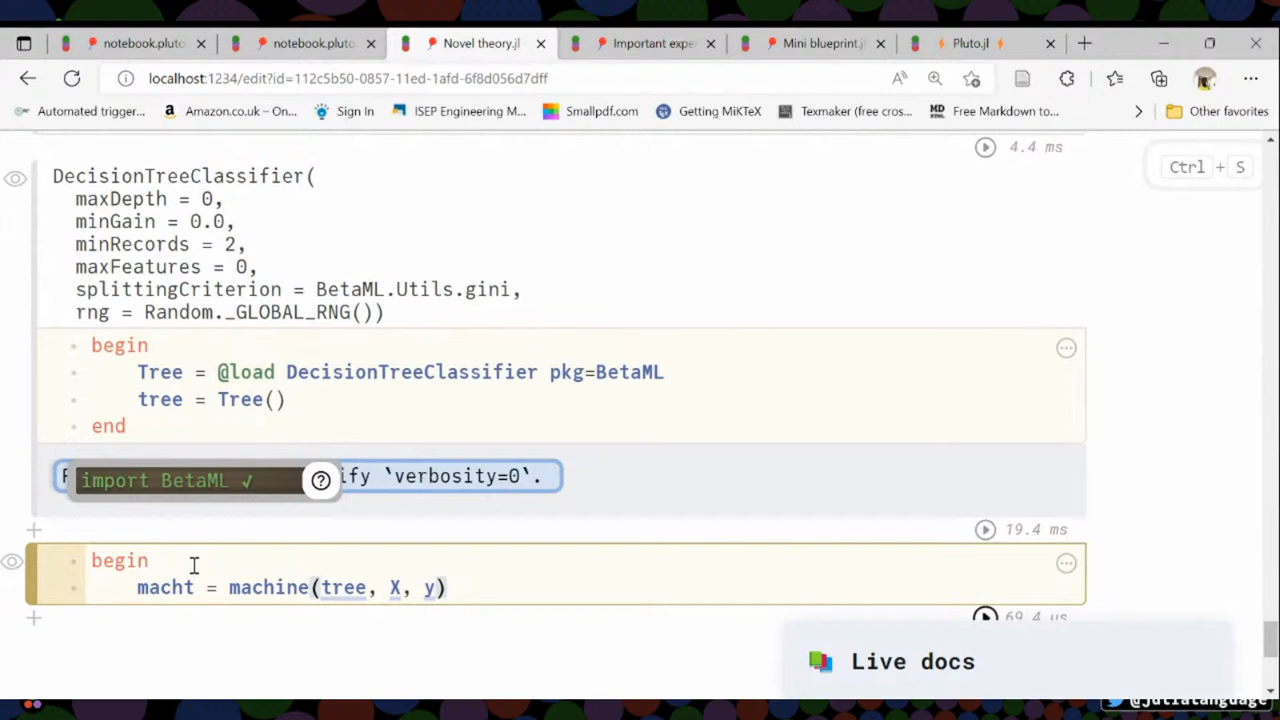 notebook.pluto
notebook.pluto
Novel theory.jl
Important expe
Mini blueprint.jl
Pluto.jl
localhost:1234/edit?id=112c5b50-0857-11ed-1afd-6f8d056d7dff
Automated trigger...
Amazon.co.uk – On...
Sign In
ISEP Engineering M...
Smallpdf.com
Getting MiKTeX
Texmaker (free cros...
Free Markdown to...
Other favorites
4.4 ms
Ctrl + S
DecisionTreeClassifier(
maxDepth = 0,
minGain = 0.0,
minRecords = 2,
maxFeatures = 0,
splittingCriterion = BetaML.Utils.gini,
rng = Random._GLOBAL_RNG())
begin
Tree = @load DecisionTreeClassifier pkg=BetaML
tree = Tree()
end
import BetaML ✓ ? ify `verbosity=0`.
19.4 ms
begin
macht = machine(tree, X, y)
69.4 μs
Live docs
@julialanguage